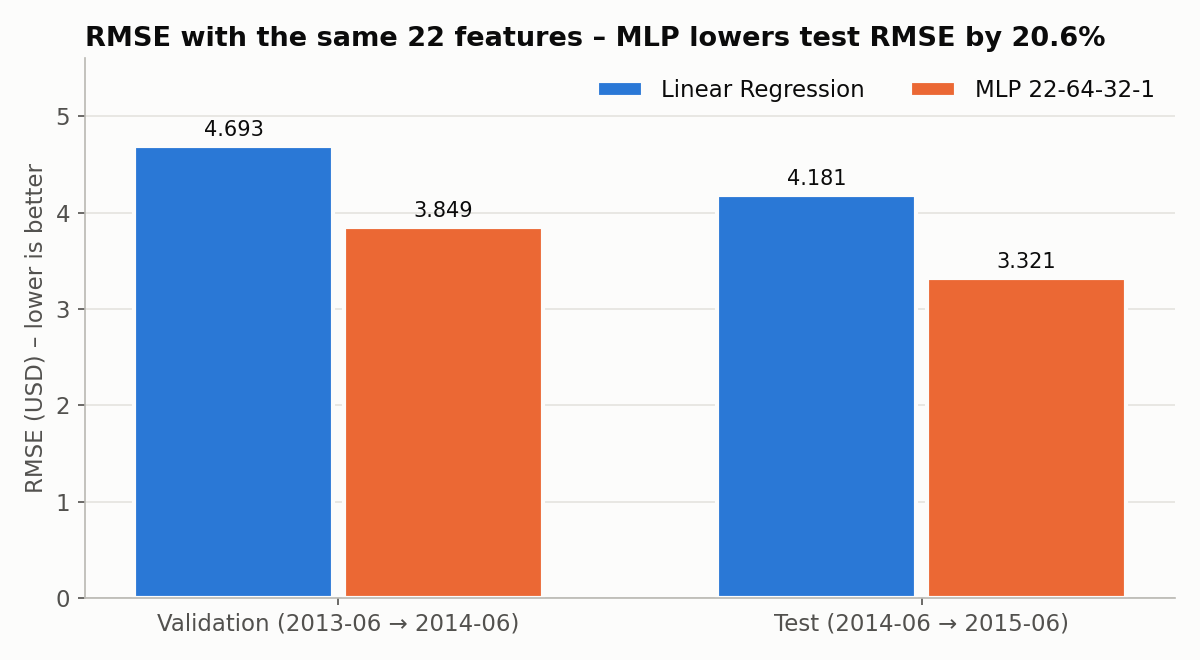 RMSE with the same 22 features – MLP lowers test RMSE by 20.6%
Linear Regression
MLP 22-64-32-1
RMSE (USD) – lower is better
5
4
3
2
1
0
4.693
3.849
4.181
3.321
Validation (2013-06 → 2014-06)
Test (2014-06 → 2015-06)